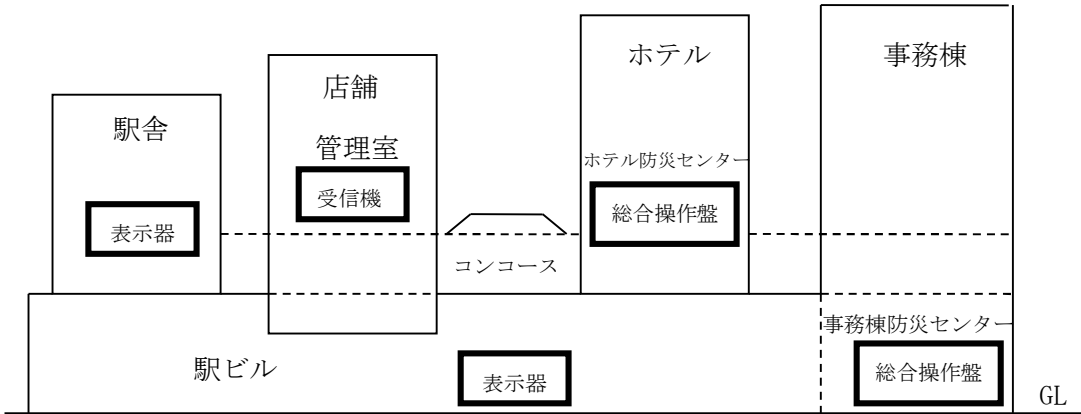 駅舎
表示器
店舗
管理室
受信機
コンコース
ホテル
ホテル防災センター
総合操作盤
事務棟
事務棟防災センター
総合操作盤
駅ビル
表示器
GL